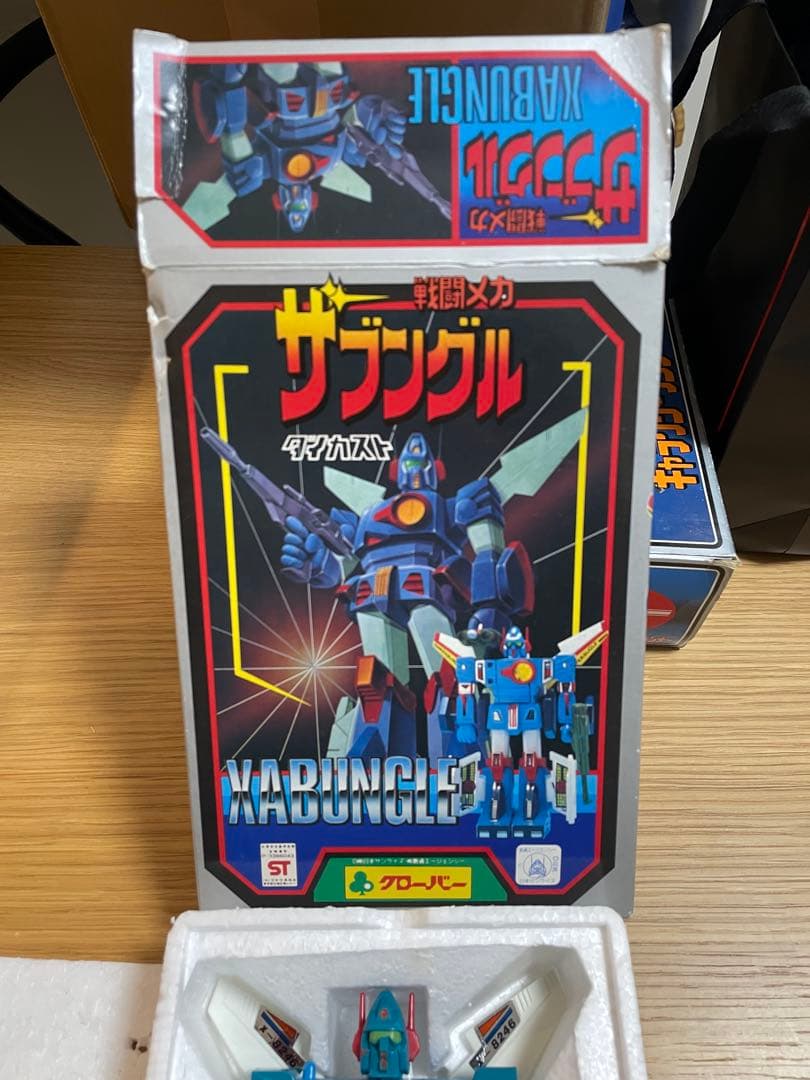 XABUNGLE
戦闘メカ
ザブングル
戦闘メカ
ザブングル
ダイカスト
XABUNGLE
ST
クローバー
X-8246
8246